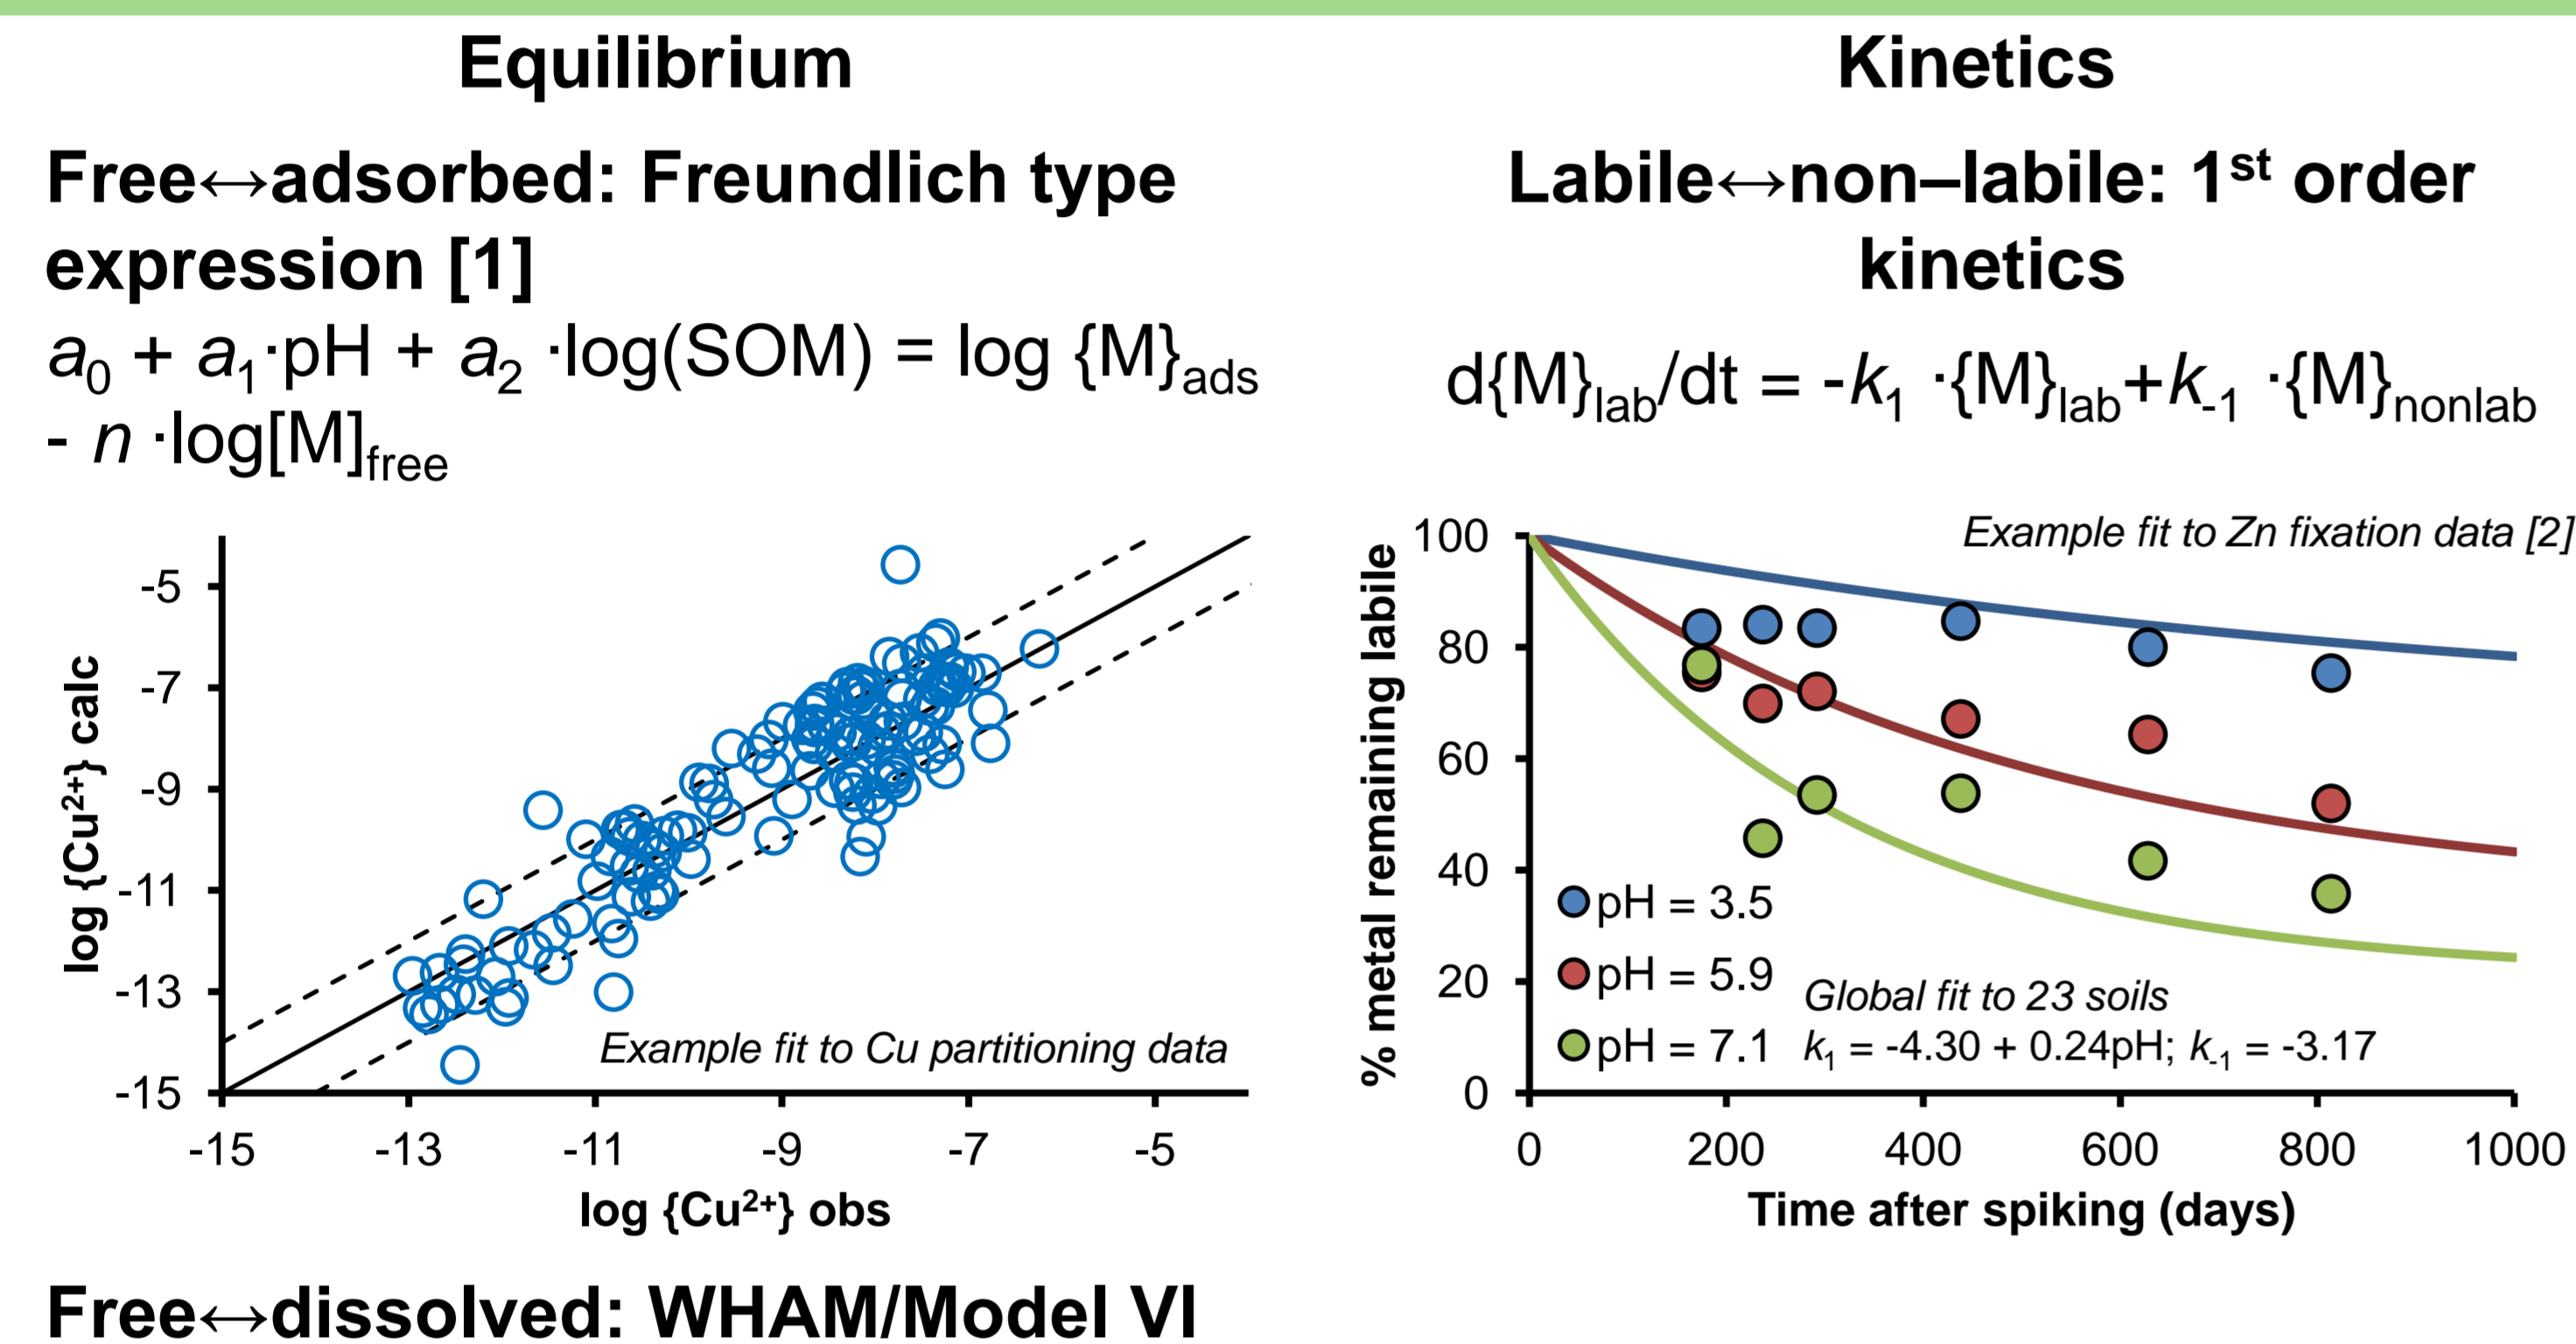 Equilibrium
Free↔adsorbed: Freundlich type
expression [1]
a₀ + a₁·pH + a₂ ·log(SOM) = log {M}ads
- n ·log[M]free
-5
-7
-9
-11
-13
-15
log {Cu²⁺} calc
Example fit to Cu partitioning data
-15 -13 -11 -9 -7 -5
log {Cu²⁺} obs
Free↔dissolved: WHAM/Model VI
Kinetics
Labile↔non–labile: 1st order
kinetics
d{M}lab/dt = -k₁ ·{M}lab+k₋₁ ·{M}nonlab
Example fit to Zn fixation data [2]
100
80
60
40
20
0
% metal remaining labile
pH = 3.5
pH = 5.9
pH = 7.1
Global fit to 23 soils
k₁ = -4.30 + 0.24pH; k₋₁ = -3.17
0 200 400 600 800 1000
Time after spiking (days)